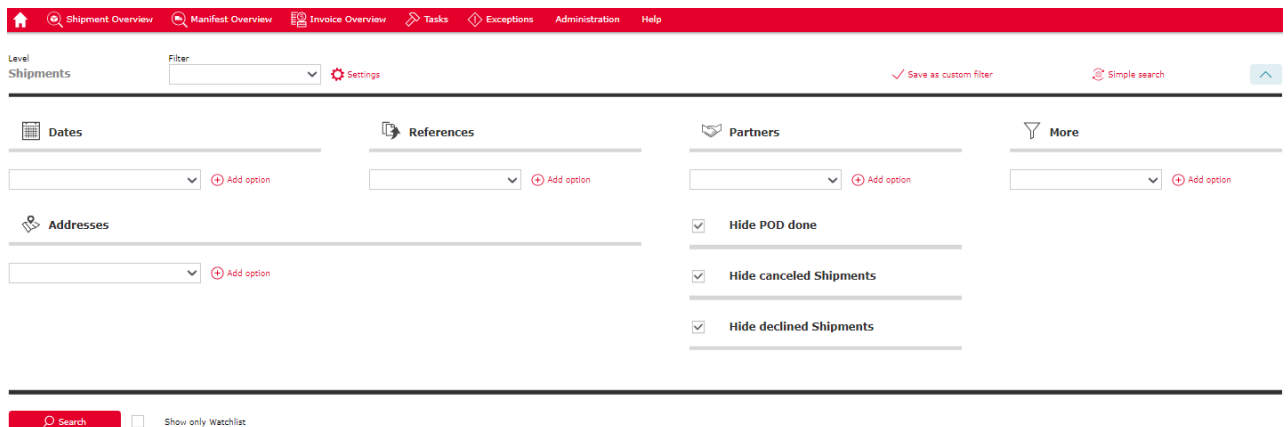 Shipment Overview Manifest Overview Invoice Overview Tasks Exceptions Administration Help
Level Filter
Shipments Settings Save as custom filter Simple search
Dates References Partners More
Add option Add option Add option Add option
Addresses Hide POD done
Add option
Hide canceled Shipments
Hide declined Shipments
Search Show only Watchlist